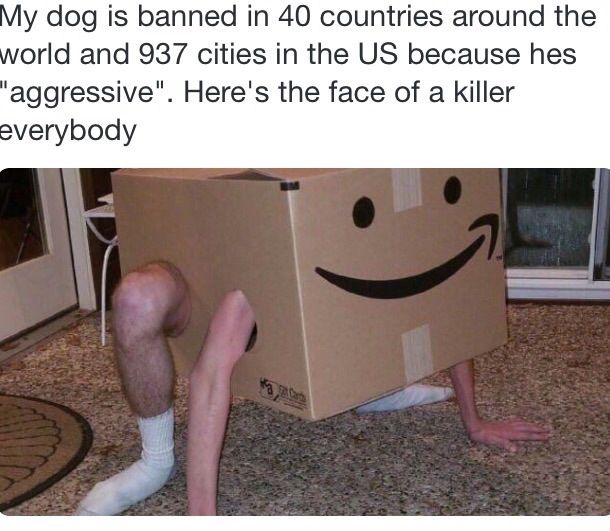 My dog is banned in 40 countries around the
world and 937 cities in the US because hes
"aggressive". Here's the face of a killer
everybody